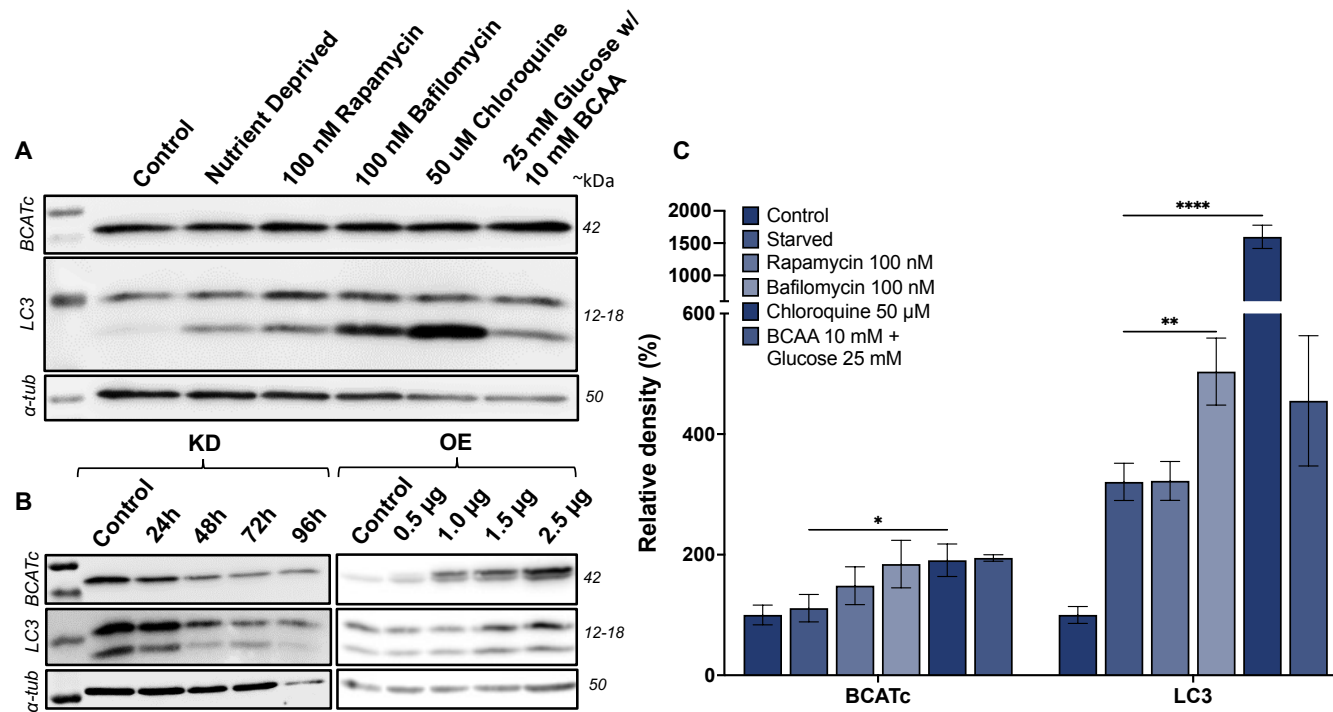 A
Control
Nutrient Deprived
100 nM Rapamycin
100 nM Bafilomycin
50 uM Chloroquine
25 mM Glucose w/
10 mM BCAA
~kDa
BCATc
42
LC3
12-18
α-tub
50
KD
OE
B
Control
24h
48h
72h
96h
Control
0.5 µg
1.0 µg
1.5 µg
2.5 µg
BCATc
42
LC3
12-18
α-tub
50
C
Relative density (%)
2000
1500
1000
600
400
200
0
Control
Starved
Rapamycin 100 nM
Bafilomycin 100 nM
Chloroquine 50 µM
BCAA 10 mM +
Glucose 25 mM
*
**
****
BCATc
LC3